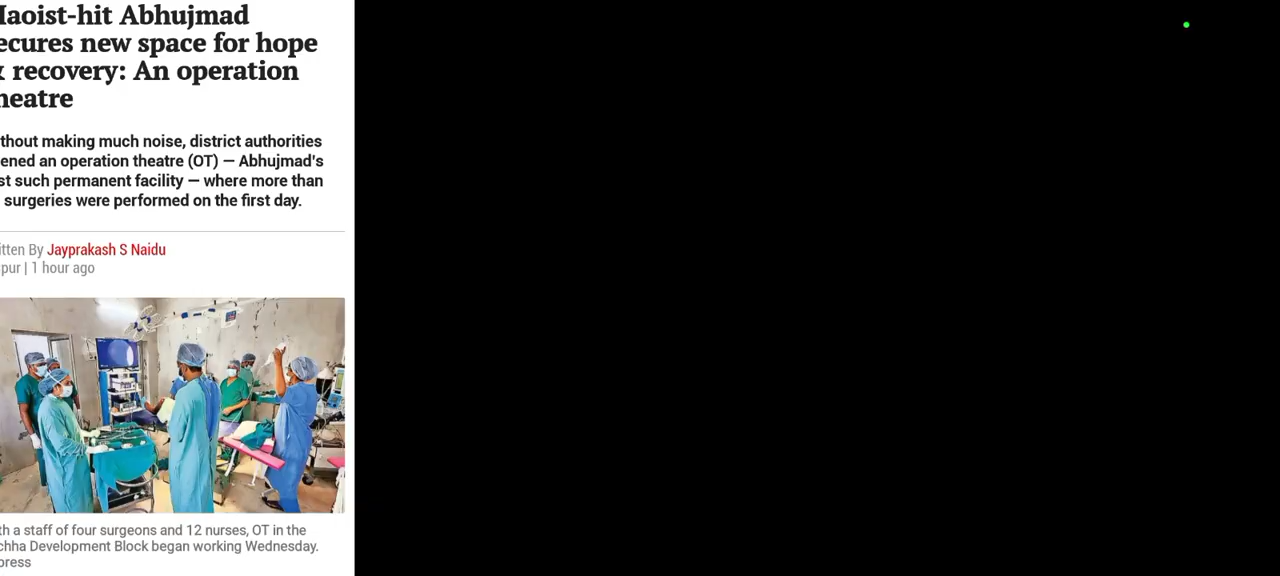 aoist-hit Abhujmad
ecures new space for hope
& recovery: An operation
heatre
thout making much noise, district authorities
ened an operation theatre (OT) — Abhujmad's
st such permanent facility — where more than
surgeries were performed on the first day.
itten By Jayprakash S Naidu
pur | 1 hour ago
th a staff of four surgeons and 12 nurses, OT in the
chha Development Block began working Wednesday.
press